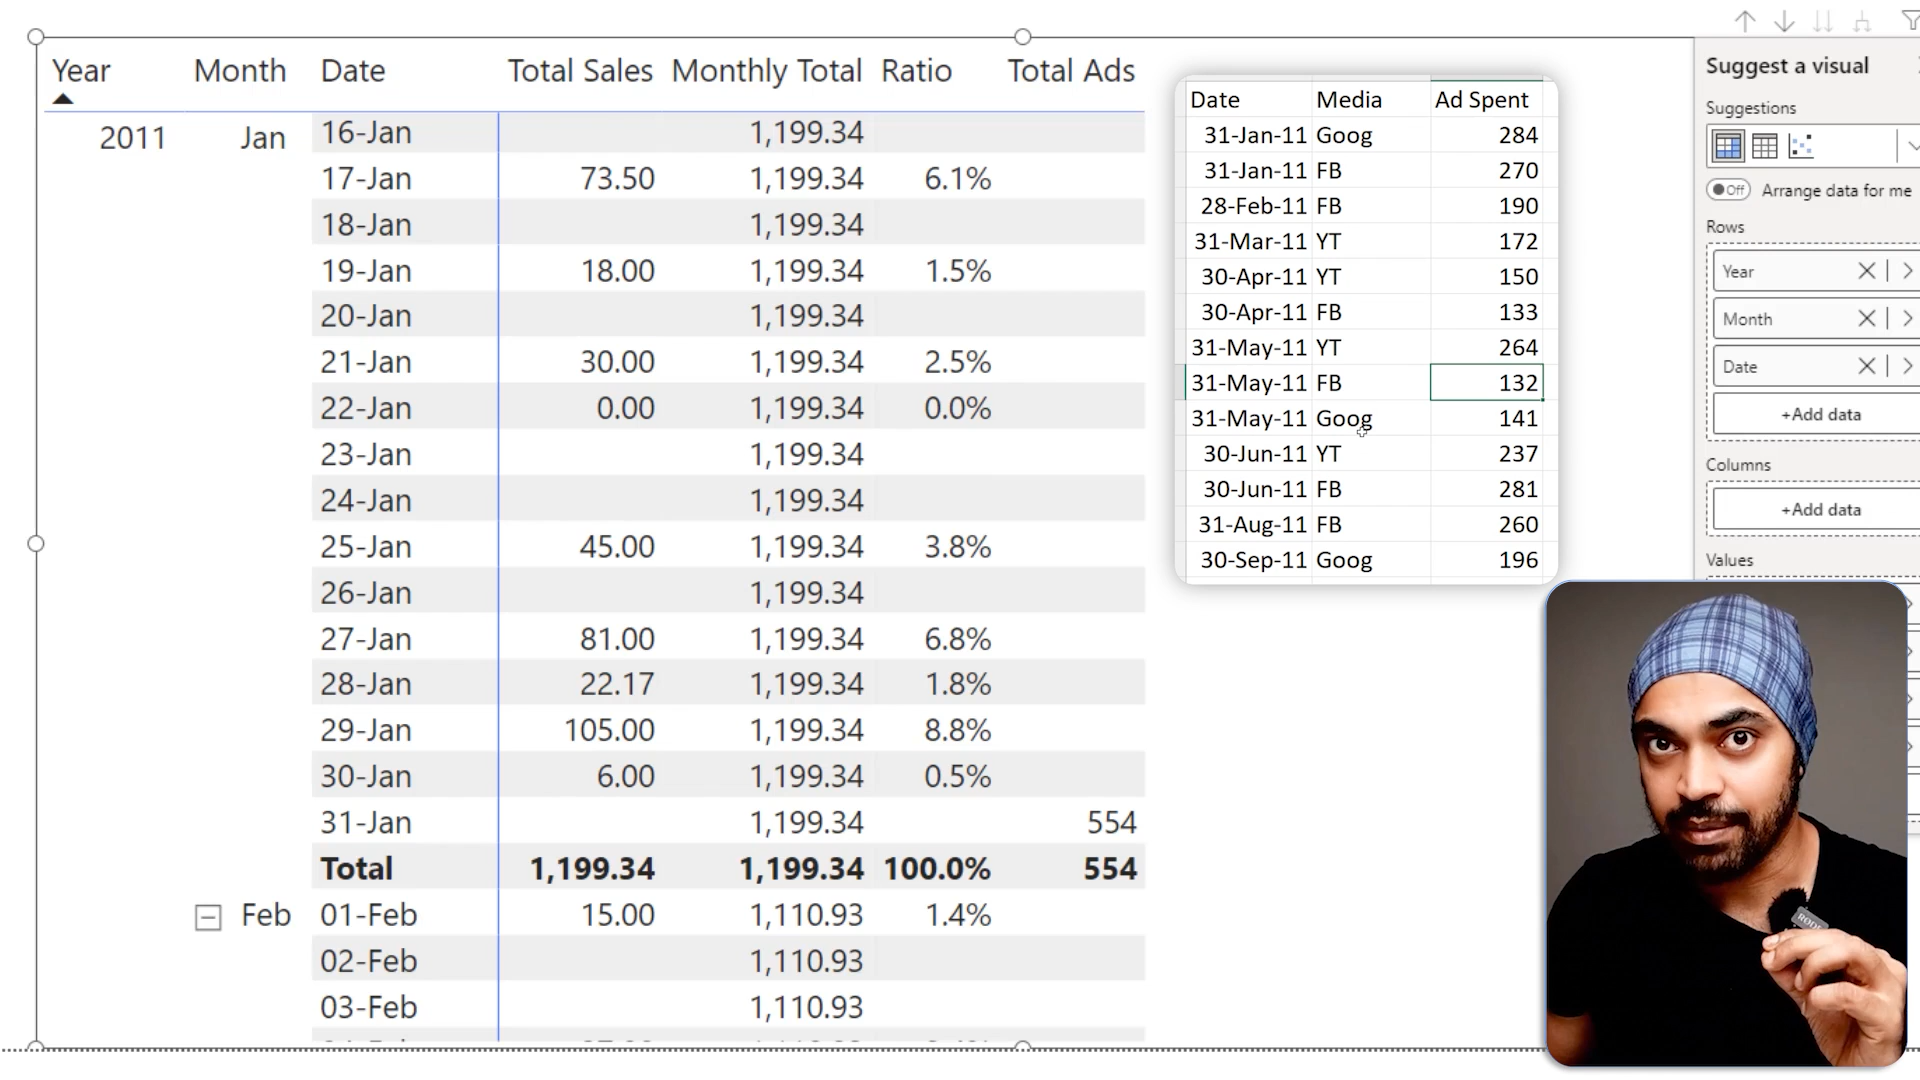 Year Month Date Total Sales Monthly Total Ratio Total Ads
2011 Jan 16-Jan 1,199.34
17-Jan 73.50 1,199.34 6.1%
18-Jan 1,199.34
19-Jan 18.00 1,199.34 1.5%
20-Jan 1,199.34
21-Jan 30.00 1,199.34 2.5%
22-Jan 0.00 1,199.34 0.0%
23-Jan 1,199.34
24-Jan 1,199.34
25-Jan 45.00 1,199.34 3.8%
26-Jan 1,199.34
27-Jan 81.00 1,199.34 6.8%
28-Jan 22.17 1,199.34 1.8%
29-Jan 105.00 1,199.34 8.8%
30-Jan 6.00 1,199.34 0.5%
31-Jan 1,199.34 554
Total 1,199.34 1,199.34 100.0% 554
Feb 01-Feb 15.00 1,110.93 1.4%
02-Feb 1,110.93
03-Feb 1,110.93
Date Media Ad Spent
31-Jan-11 Goog 284
31-Jan-11 FB 270
28-Feb-11 FB 190
31-Mar-11 YT 172
30-Apr-11 YT 150
30-Apr-11 FB 133
31-May-11 YT 264
31-May-11 FB 132
31-May-11 Goog 141
30-Jun-11 YT 237
30-Jun-11 FB 281
31-Aug-11 FB 260
30-Sep-11 Goog 196
Suggest a visual
Suggestions
Off Arrange data for me
Rows
Year
Month
Date
+Add data
Columns
+Add data
Values
RODE